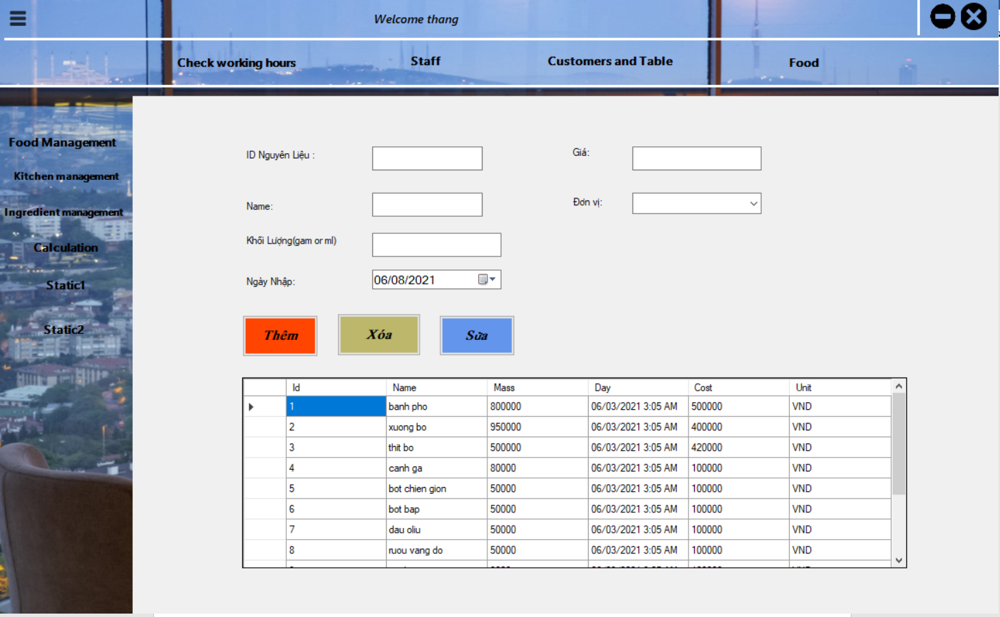 Welcome thang
Check working hours Staff Customers and Table Food
Food Management
Kitchen management
Ingredient management
Calculation
Static1
Static2
ID Nguyên Liệu : Giá:
Name: Đơn vị:
Khối Lượng(gam or ml)
Ngày Nhập: 06/08/2021
Thêm Xóa Sửa
Id Name Mass Day Cost Unit
1 banh pho 800000 06/03/2021 3:05 AM 500000 VND
2 xuong bo 950000 06/03/2021 3:05 AM 400000 VND
3 thit bo 500000 06/03/2021 3:05 AM 420000 VND
4 canh ga 80000 06/03/2021 3:05 AM 100000 VND
5 bot chien gion 50000 06/03/2021 3:05 AM 100000 VND
6 bot bap 50000 06/03/2021 3:05 AM 100000 VND
7 dau oliu 50000 06/03/2021 3:05 AM 100000 VND
8 ruou vang do 50000 06/03/2021 3:05 AM 100000 VND